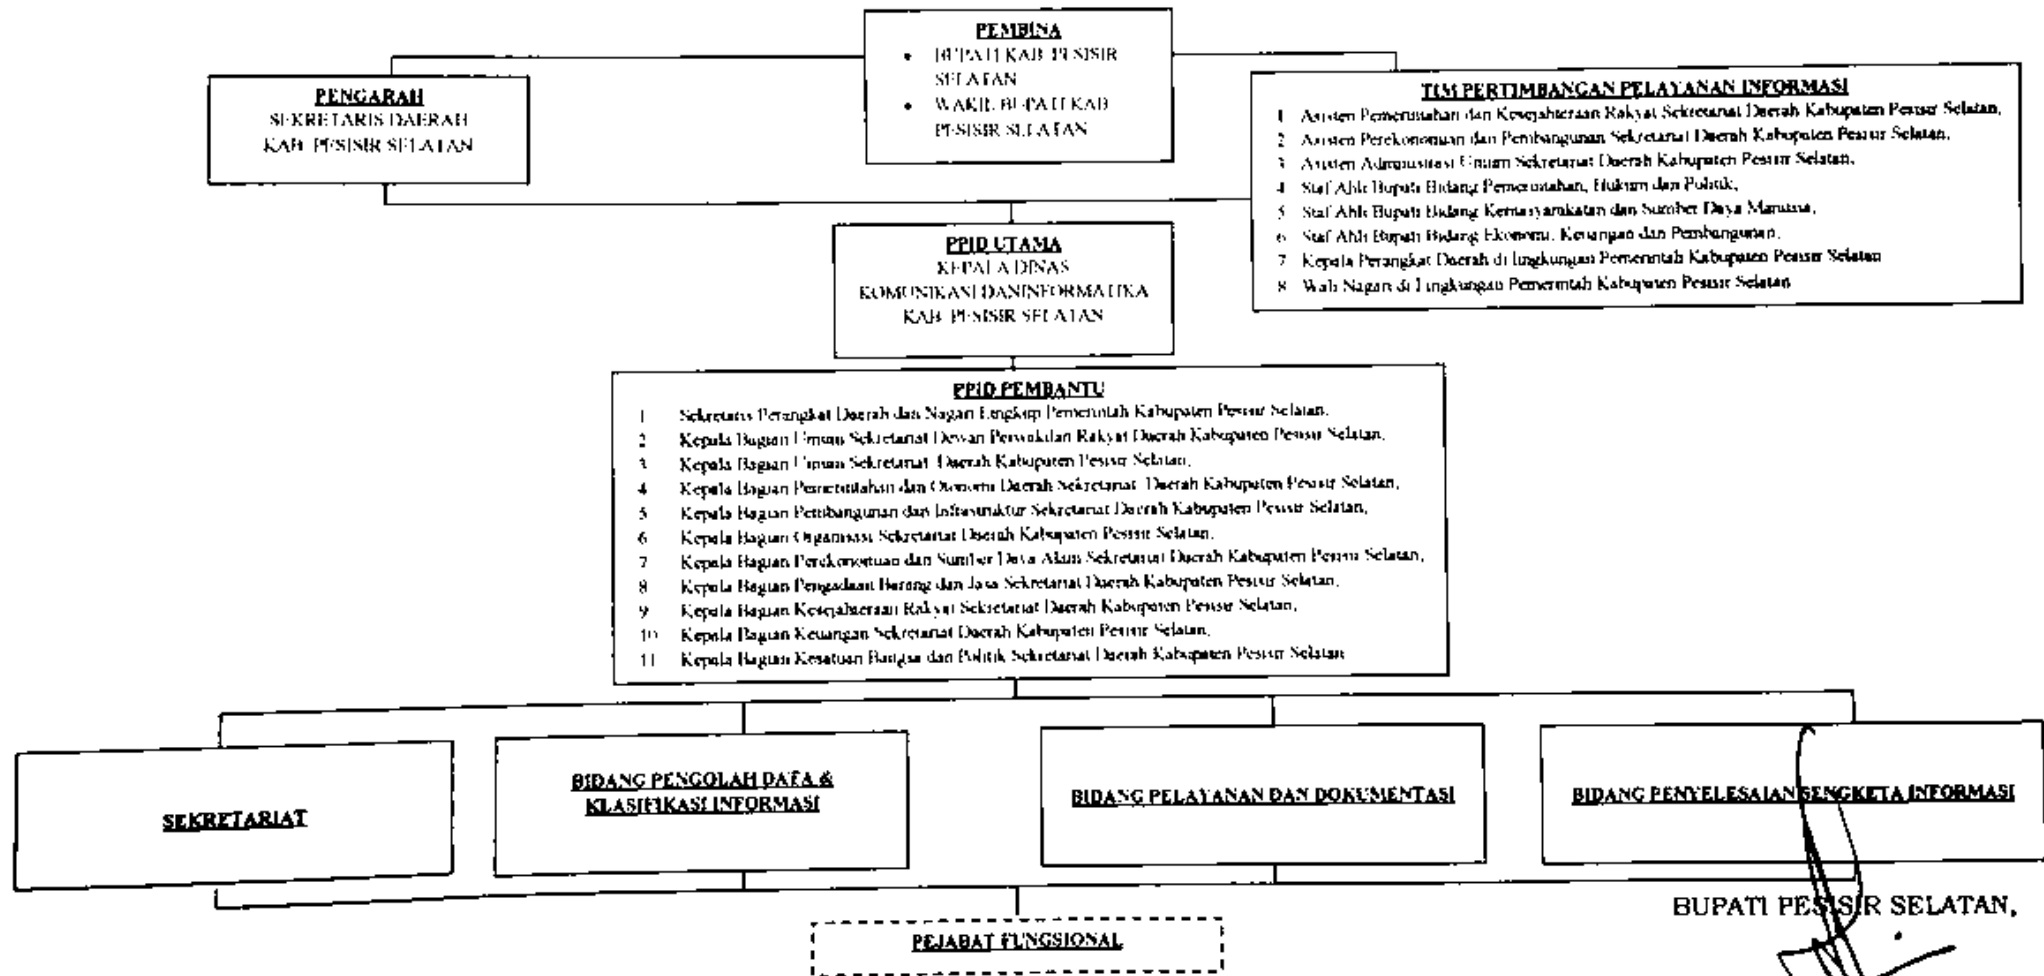 PEMBINA
• BUPATI KAB. PESISIR
SELATAN
• WAKIL BUPATI KAB
PESISIR SELATAN
PENGARAH
SEKRETARIS DAERAH
KAB. PESISIR SELATAN
TIM PERTIMBANGAN PELAYANAN INFORMASI
1 Asisten Pemerintahan dan Kesejahteraan Rakyat Sekretariat Daerah Kabupaten Pesisir Selatan,
2 Asisten Perekonomian dan Pembangunan Sekretariat Daerah Kabupaten Pesisir Selatan,
3 Asisten Administrasi Umum Sekretariat Daerah Kabupaten Pesisir Selatan,
4 Staf Ahli Bupati Bidang Pemerintahan, Hukum dan Politik,
5 Staf Ahli Bupati Bidang Kemasyarakatan dan Sumber Daya Manusia,
6 Staf Ahli Bupati Bidang Ekonomi, Keuangan dan Pembangunan,
7 Kepala Perangkat Daerah di lingkungan Pemerintah Kabupaten Pesisir Selatan
8 Wali Nagari di Lingkungan Pemerintah Kabupaten Pesisir Selatan
PPID UTAMA
KEPALA DINAS
KOMUNIKASI DANINFORMATIKA
KAB. PESISIR SELATAN
PPID PEMBANTU
1 Sekretaris Perangkat Daerah dan Nagari Lingkup Pemerintah Kabupaten Pesisir Selatan,
2 Kepala Bagian Umum Sekretariat Dewan Perwakilan Rakyat Daerah Kabupaten Pesisir Selatan,
3 Kepala Bagian Umum Sekretariat Daerah Kabupaten Pesisir Selatan,
4 Kepala Bagian Pemerintahan dan Otonomi Daerah Sekretariat Daerah Kabupaten Pesisir Selatan,
5 Kepala Bagian Pembangunan dan Infrastruktur Sekretariat Daerah Kabupaten Pesisir Selatan,
6 Kepala Bagian Organisasi Sekretariat Daerah Kabupaten Pesisir Selatan,
7 Kepala Bagian Perekonomian dan Sumber Daya Alam Sekretariat Daerah Kabupaten Pesisir Selatan,
8 Kepala Bagian Pengadaan Barang dan Jasa Sekretariat Daerah Kabupaten Pesisir Selatan,
9 Kepala Bagian Kesejahteraan Rakyat Sekretariat Daerah Kabupaten Pesisir Selatan,
10 Kepala Bagian Keuangan Sekretariat Daerah Kabupaten Pesisir Selatan,
11 Kepala Bagian Kesatuan Bangsa dan Politik Sekretariat Daerah Kabupaten Pesisir Selatan
SEKRETARIAT
BIDANG PENGOLAH DATA &
KLASIFIKASI INFORMASI
BIDANG PELAYANAN DAN DOKUMENTASI
BIDANG PENYELESAIAN SENGKETA INFORMASI
PEJABAT FUNGSIONAL
BUPATI PESISIR SELATAN,